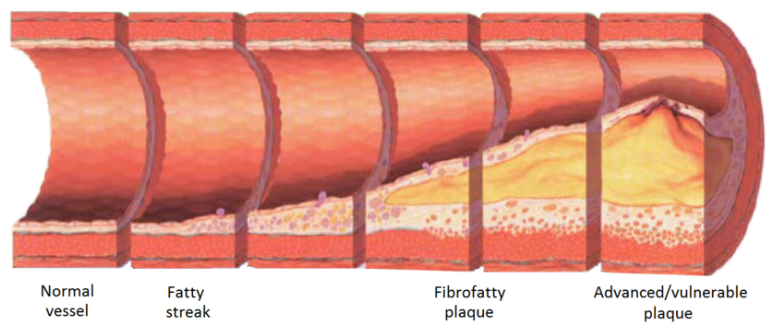 Normal
vessel
Fatty
streak
Fibrofatty
plaque
Advanced/vulnerable
plaque